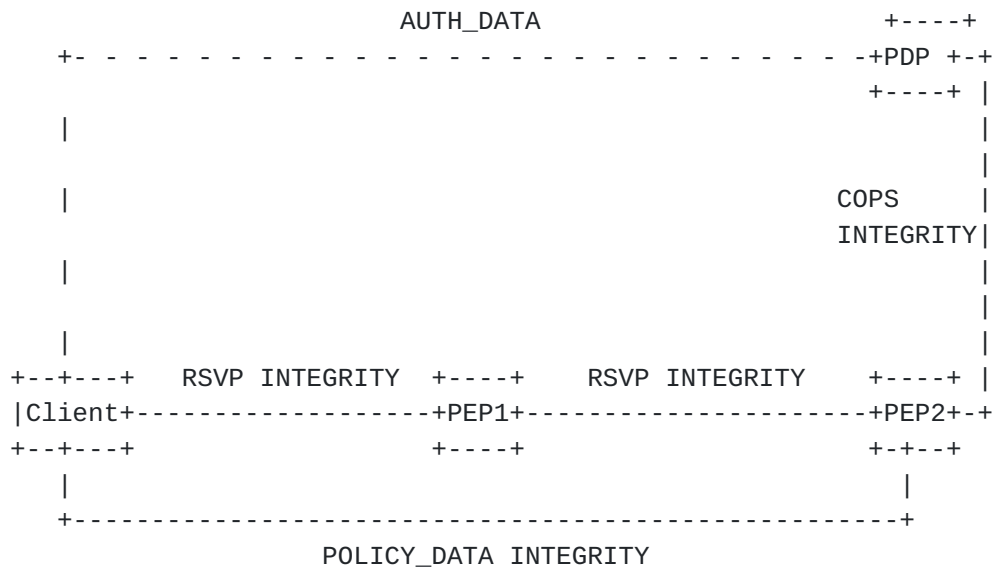 AUTH_DATA
PDP
COPS
INTEGRITY
RSVP INTEGRITY RSVP INTEGRITY
Client PEP1 PEP2
POLICY_DATA INTEGRITY